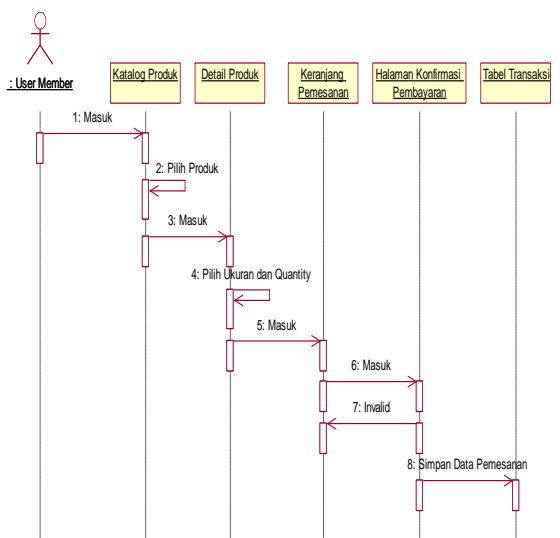 : User Member
Katalog Produk
Detail Produk
Keranjang
Pemesanan
Halaman Konfirmasi
Pembayaran
Tabel Transaksi
1: Masuk
2: Pilih Produk
3: Masuk
4: Pilih Ukuran dan Quantity
5: Masuk
6: Masuk
7: Invalid
8: Simpan Data Pemesanan